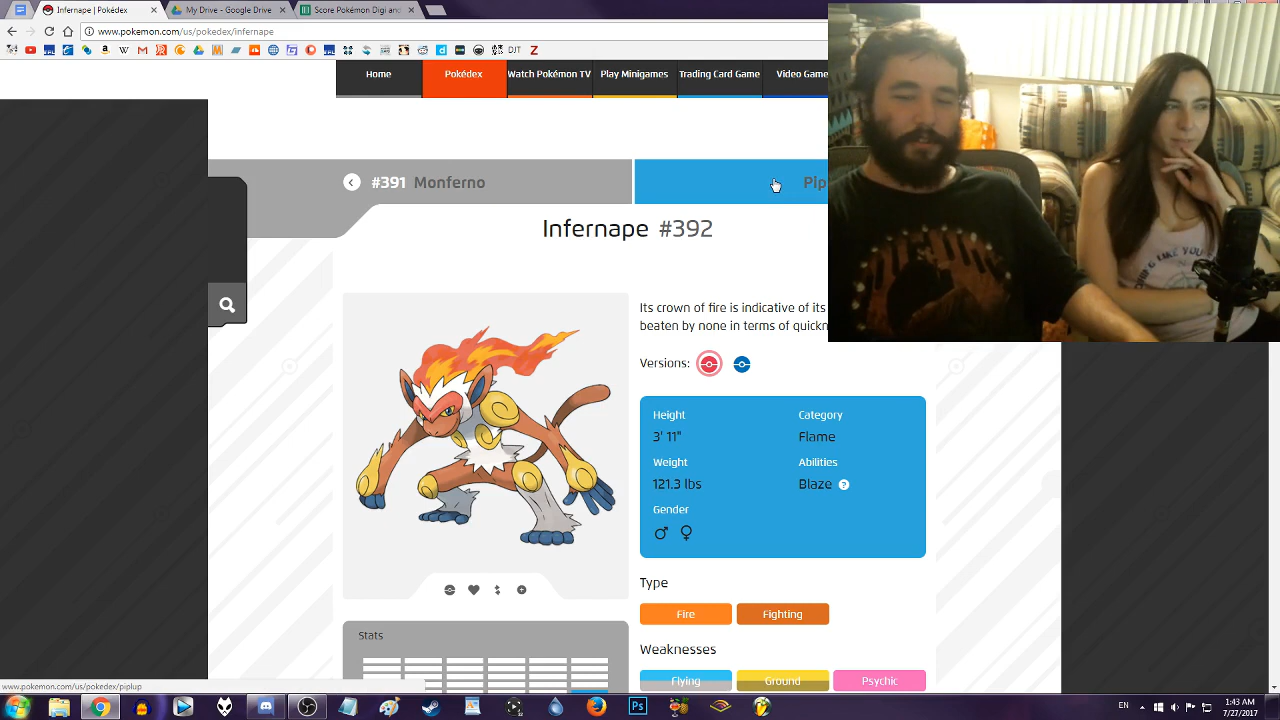 Infernape | Pokédex
My Drive - Google Drive
Score Pokémon Digi and
www.pokemon.com/us/pokedex/infernape
DJT
Home
Pokédex
Watch Pokémon TV
Play Minigames
Trading Card Game
Video Game
#391 Monferno
Pip
Infernape #392
Its crown of fire is indicative of its
beaten by none in terms of quickn
Versions:
Height
Category
3' 11"
Flame
Weight
Abilities
121.3 lbs
Blaze ?
Gender
Type
Fire
Fighting
Weaknesses
Flying
Ground
Psychic
Stats
www.pokemon.com/us/pokedex/piplup
Ps
EN
1:43 AM
7/27/2017